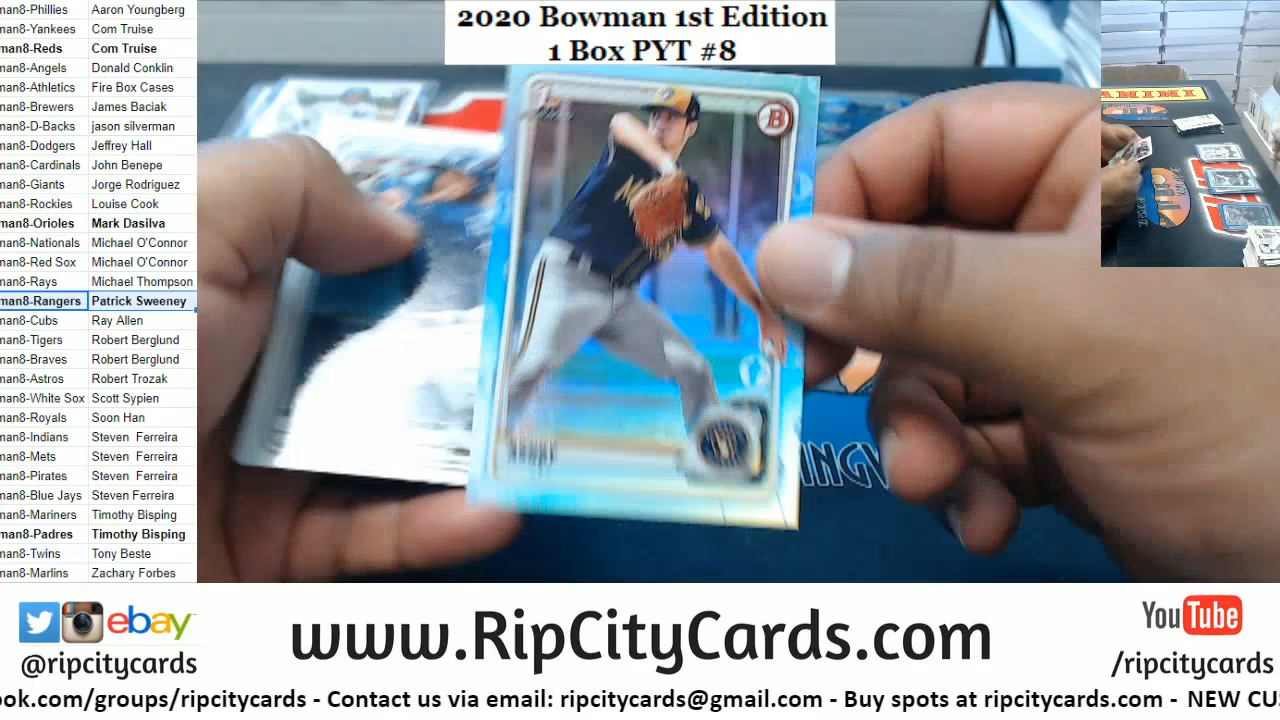 2020 Bowman 1st Edition
1 Box PYT #8
man8-Phillies Aaron Youngberg
man8-Yankees Com Truise
man8-Reds Com Truise
man8-Angels Donald Conklin
man8-Athletics Fire Box Cases
man8-Brewers James Baciak
man8-D-Backs jason silverman
man8-Dodgers Jeffrey Hall
man8-Cardinals John Benepe
man8-Giants Jorge Rodriguez
man8-Rockies Louise Cook
man8-Orioles Mark Dasilva
man8-Nationals Michael O'Connor
man8-Red Sox Michael O'Connor
man8-Rays Michael Thompson
man8-Rangers Patrick Sweeney
man8-Cubs Ray Allen
man8-Tigers Robert Berglund
man8-Braves Robert Berglund
man8-Astros Robert Trozak
man8-White Sox Scott Sypien
man8-Royals Soon Han
man8-Indians Steven Ferreira
man8-Mets Steven Ferreira
man8-Pirates Steven Ferreira
man8-Blue Jays Steven Ferreira
man8-Mariners Timothy Bisping
man8-Padres Timothy Bisping
man8-Twins Tony Beste
man8-Marlins Zachary Forbes
B
PANINI
RIP
CITY
INGV
ebay
@ripcitycards
www.RipCityCards.com
YouTube
/ripcitycards
ook.com/groups/ripcitycards - Contact us via email: ripcitycards@gmail.com - Buy spots at ripcitycards.com - NEW CUS